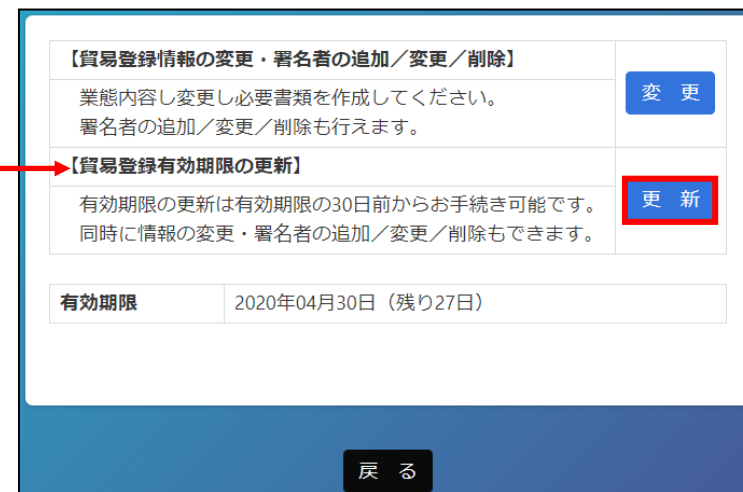 【貿易登録情報の変更・署名者の追加／変更／削除】
業態内容し変更し必要書類を作成してください。
署名者の追加／変更／削除も行えます。
変 更
【貿易登録有効期限の更新】
有効期限の更新は有効期限の30日前からお手続き可能です。
同時に情報の変更・署名者の追加／変更／削除もできます。
更 新
有効期限 2020年04月30日（残り27日）
戻 る